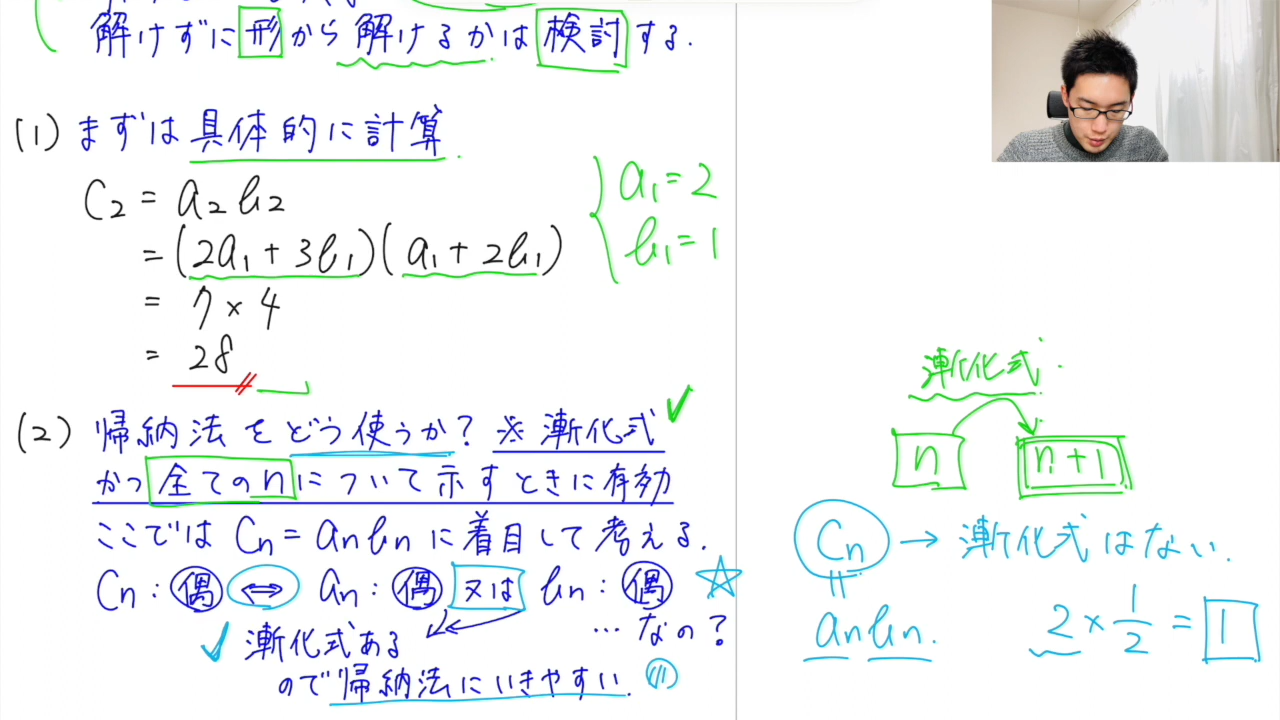 解けずに形から解けるかは検討する.
(1) まずは具体的に計算
C₂ = a₂b₂
= (2a₁ + 3b₁)(a₁ + 2b₁)
= 7 × 4
= 28
a₁ = 2
b₁ = 1
(2) 帰納法をどう使うか? ※漸化式
かつ全てのnについて示すときに有効
ここではCn = anbnに着目して考える.
Cn : 偶 ⇔ an : 偶 又は bn : 偶 ☆
漸化式ある …なの?
ので帰納法にいきやすい.
漸化式.
n n+1
Cn → 漸化式はない.
=
anbn. 2 × 1/2 = 1